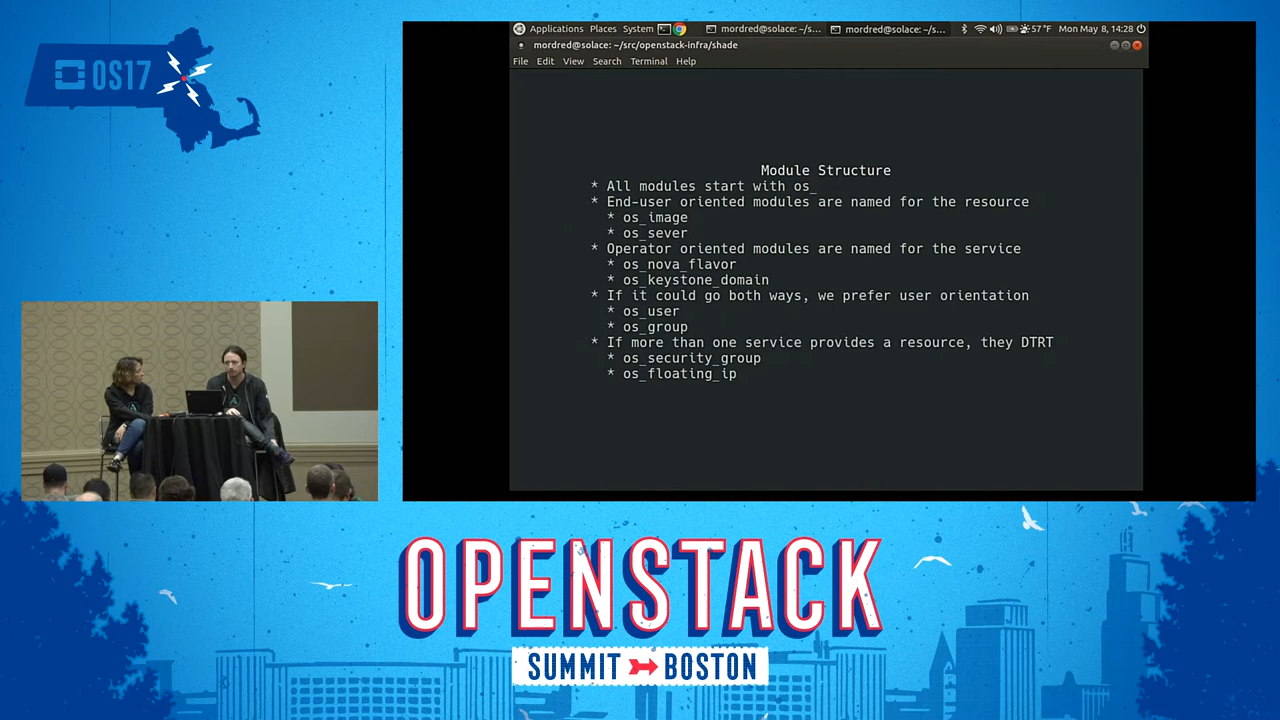 OS17
Applications Places System mordred@solace: ~/s... mordred@solace: ~/s... 57 °F Mon May 8, 14:28
mordred@solace: ~/src/openstack-infra/shade
File Edit View Search Terminal Help
Module Structure
* All modules start with os_
* End-user oriented modules are named for the resource
* os_image
* os_sever
* Operator oriented modules are named for the service
* os_nova_flavor
* os_keystone_domain
* If it could go both ways, we prefer user orientation
* os_user
* os_group
* If more than one service provides a resource, they DTRT
* os_security_group
* os_floating_ip
OPENSTACK
SUMMIT BOSTON